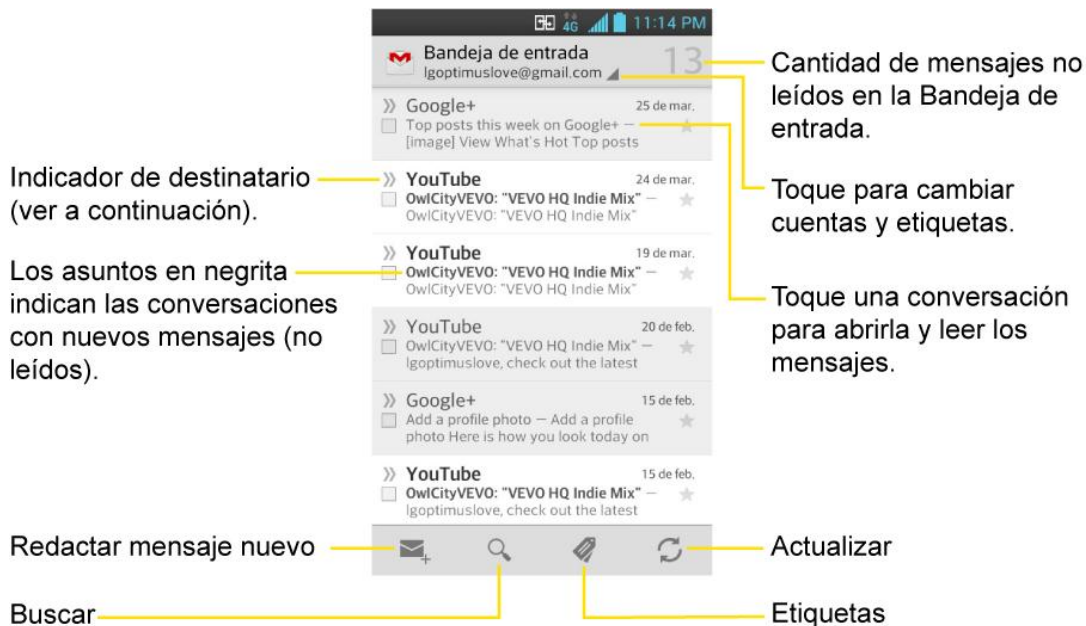 4G 11:14 PM
Bandeja de entrada
lgoptimuslove@gmail.com
13
Google+ 25 de mar.
Top posts this week on Google+ —
[image] View What's Hot Top posts
YouTube 24 de mar.
OwlCityVEVO: "VEVO HQ Indie Mix" —
OwlCityVEVO: "VEVO HQ Indie Mix"
YouTube 19 de mar.
OwlCityVEVO: "VEVO HQ Indie Mix" —
OwlCityVEVO: "VEVO HQ Indie Mix"
YouTube 20 de feb.
OwlCityVEVO: "VEVO HQ Indie Mix" —
lgoptimuslove, check out the latest
Google+ 15 de feb.
Add a profile photo — Add a profile
photo Here is how you look today on
YouTube 15 de feb.
OwlCityVEVO: "VEVO HQ Indie Mix" —
lgoptimuslove, check out the latest
Indicador de destinatario
(ver a continuación).
Los asuntos en negrita
indican las conversaciones
con nuevos mensajes (no
leídos).
Redactar mensaje nuevo
Buscar
Cantidad de mensajes no
leídos en la Bandeja de
entrada.
Toque para cambiar
cuentas y etiquetas.
Toque una conversación
para abrirla y leer los
mensajes.
Actualizar
Etiquetas